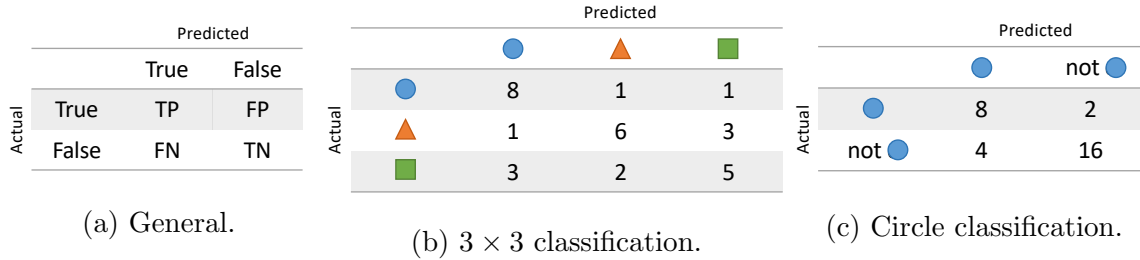 Predicted
True False
Actual
True TP FP
False FN TN
(a) General.
Predicted
Actual
8 1 1
1 6 3
3 2 5
(b) 3 × 3 classification.
Predicted
not
Actual
8 2
not 4 16
(c) Circle classification.